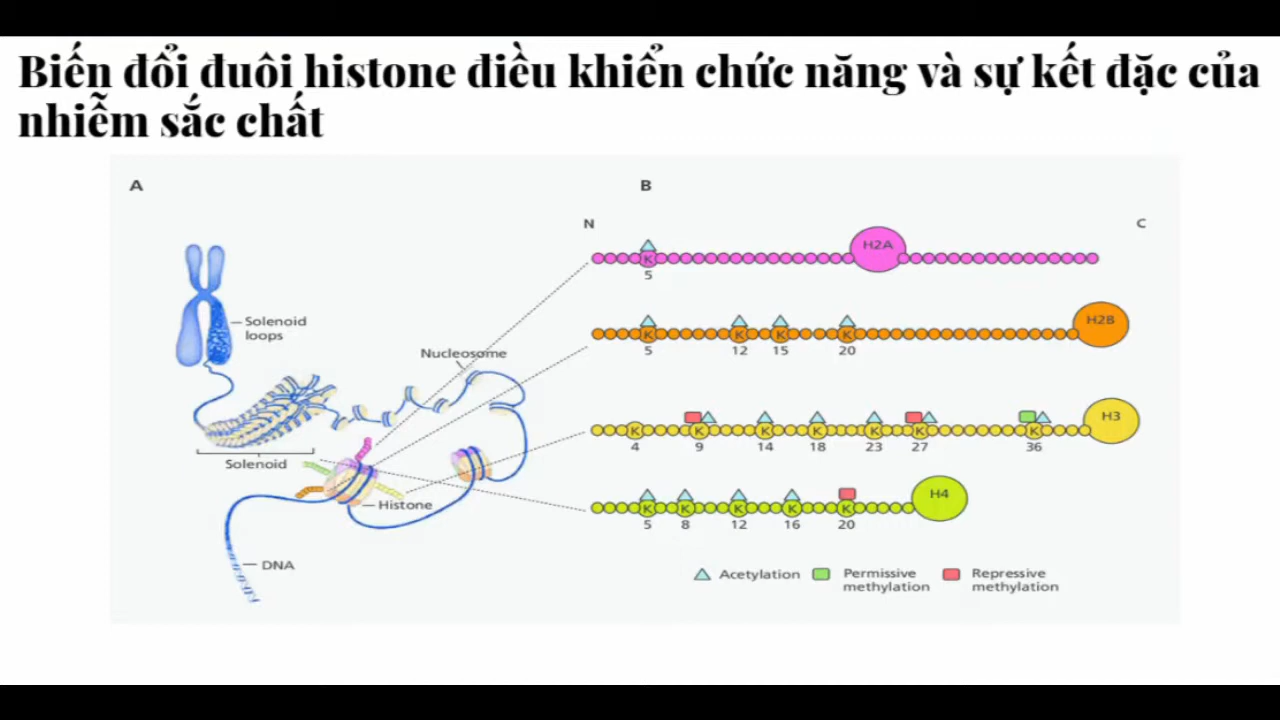 Biến đổi đuôi histone điều khiển chức năng và sự kết đặc của
nhiễm sắc chất
A
B
N
C
H2A
K
5
Solenoid
loops
H2B
K K K K
5 12 15 20
Nucleosome
H3
K K K K K K K
4 9 14 18 23 27 36
Solenoid
Histone
H4
K K K K K
5 8 12 16 20
DNA
Acetylation
Permissive
methylation
Repressive
methylation